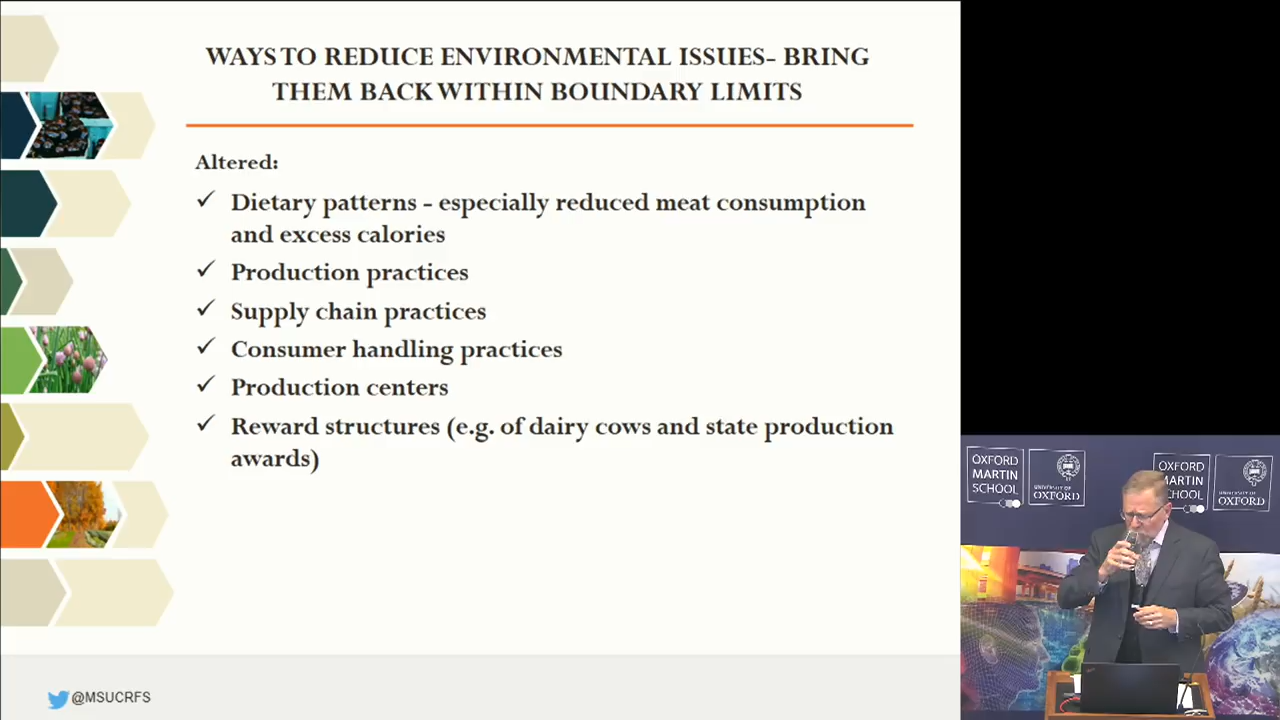 WAYS TO REDUCE ENVIRONMENTAL ISSUES- BRING
THEM BACK WITHIN BOUNDARY LIMITS
Altered:
✓ Dietary patterns - especially reduced meat consumption
and excess calories
✓ Production practices
✓ Supply chain practices
✓ Consumer handling practices
✓ Production centers
✓ Reward structures (e.g. of dairy cows and state production
awards)
@MSUCRFS
OXFORD
MARTIN
SCHOOL
UNIVERSITY OF
OXFORD
OXFORD
MARTIN
SCHOOL
UNIVERSITY OF
OXFORD